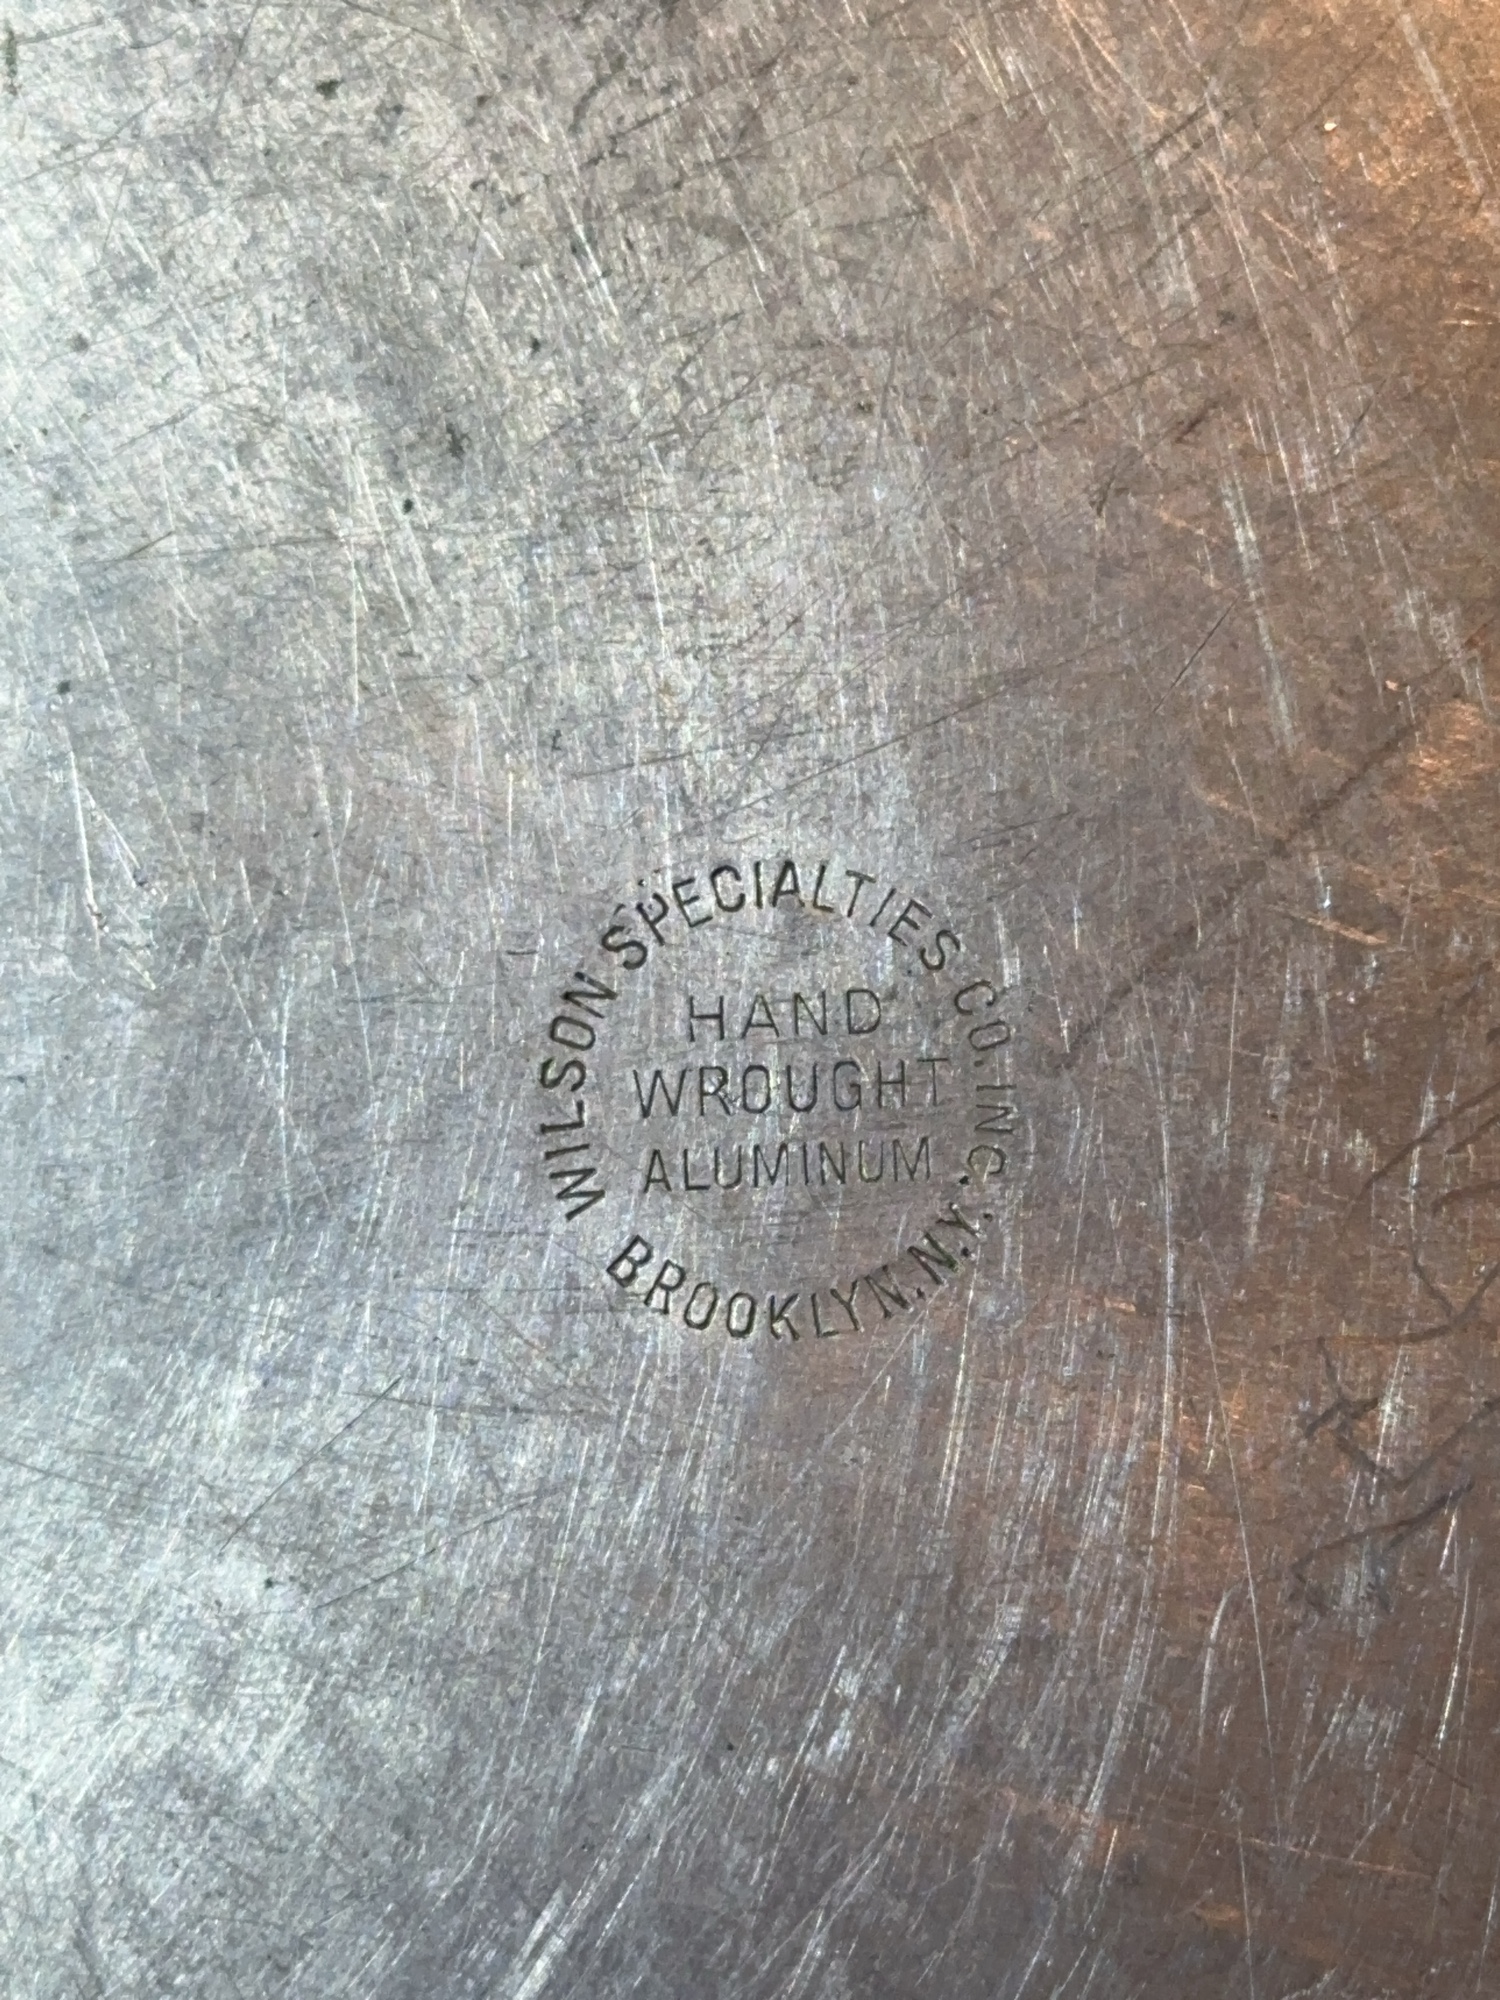 WILSON SPECIALTIES CO. INC.
HAND
WROUGHT
ALUMINUM
BROOKLYN. N.Y.